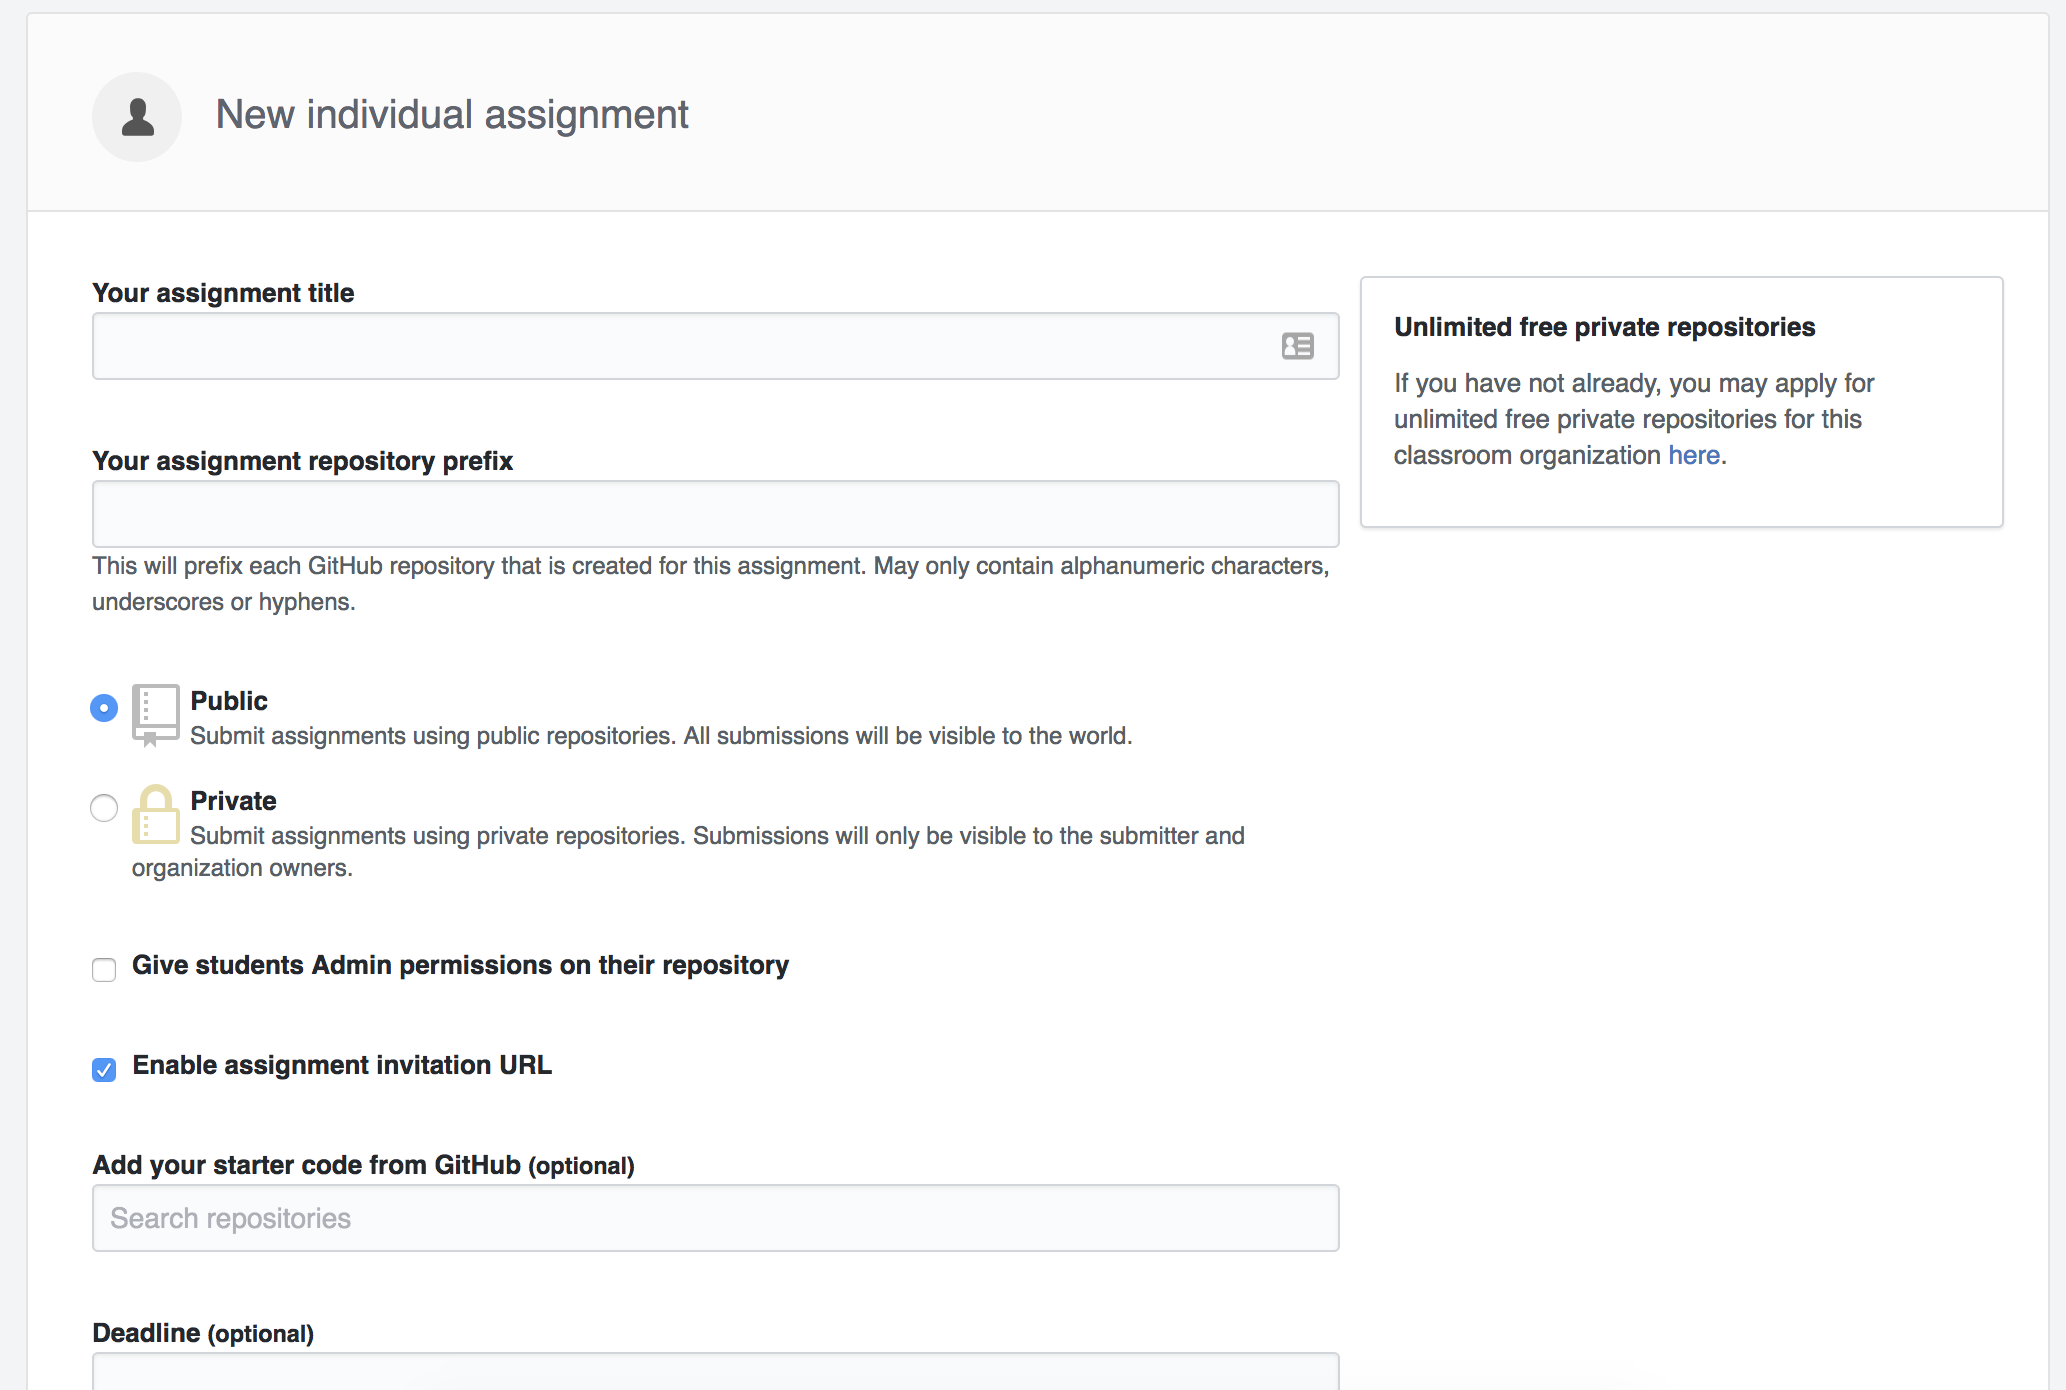 New individual assignment
Your assignment title
Your assignment repository prefix
This will prefix each GitHub repository that is created for this assignment. May only contain alphanumeric characters,
underscores or hyphens.
Public
Submit assignments using public repositories. All submissions will be visible to the world.
Private
Submit assignments using private repositories. Submissions will only be visible to the submitter and
organization owners.
Give students Admin permissions on their repository
Enable assignment invitation URL
Add your starter code from GitHub (optional)
Search repositories
Deadline (optional)
Unlimited free private repositories
If you have not already, you may apply for
unlimited free private repositories for this
classroom organization here.